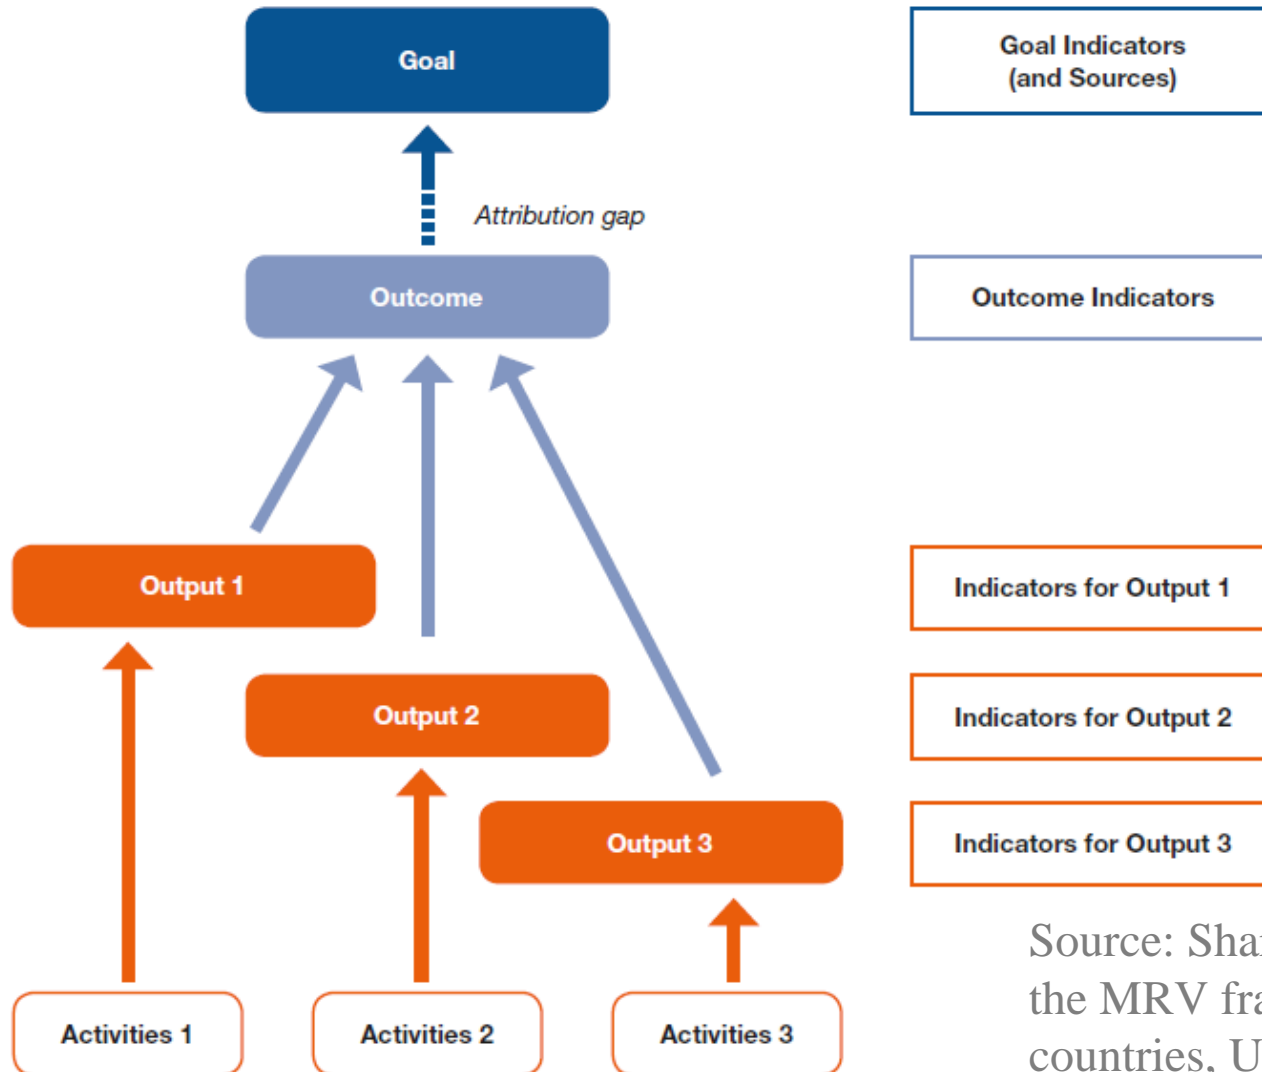 Goal
Goal Indicators
(and Sources)
Attribution gap
Outcome
Outcome Indicators
Output 1
Indicators for Output 1
Output 2
Indicators for Output 2
Output 3
Indicators for Output 3
Activities 1
Activities 2
Activities 3
Source:
the MRV
countries,